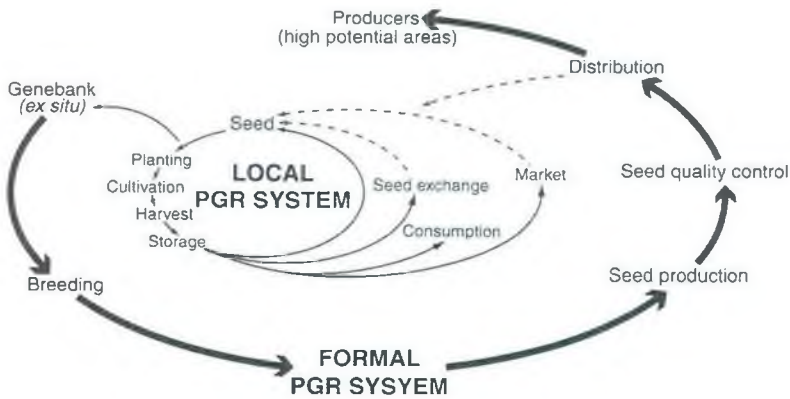 Producers
(high potential areas)
Distribution
Genebank
(ex situ)
Seed
Planting
LOCAL
PGR SYSTEM
Seed exchange
Market
Seed quality control
Cultivation
Harvest
Storage
Consumption
Breeding
Seed production
FORMAL
PGR SYSYEM